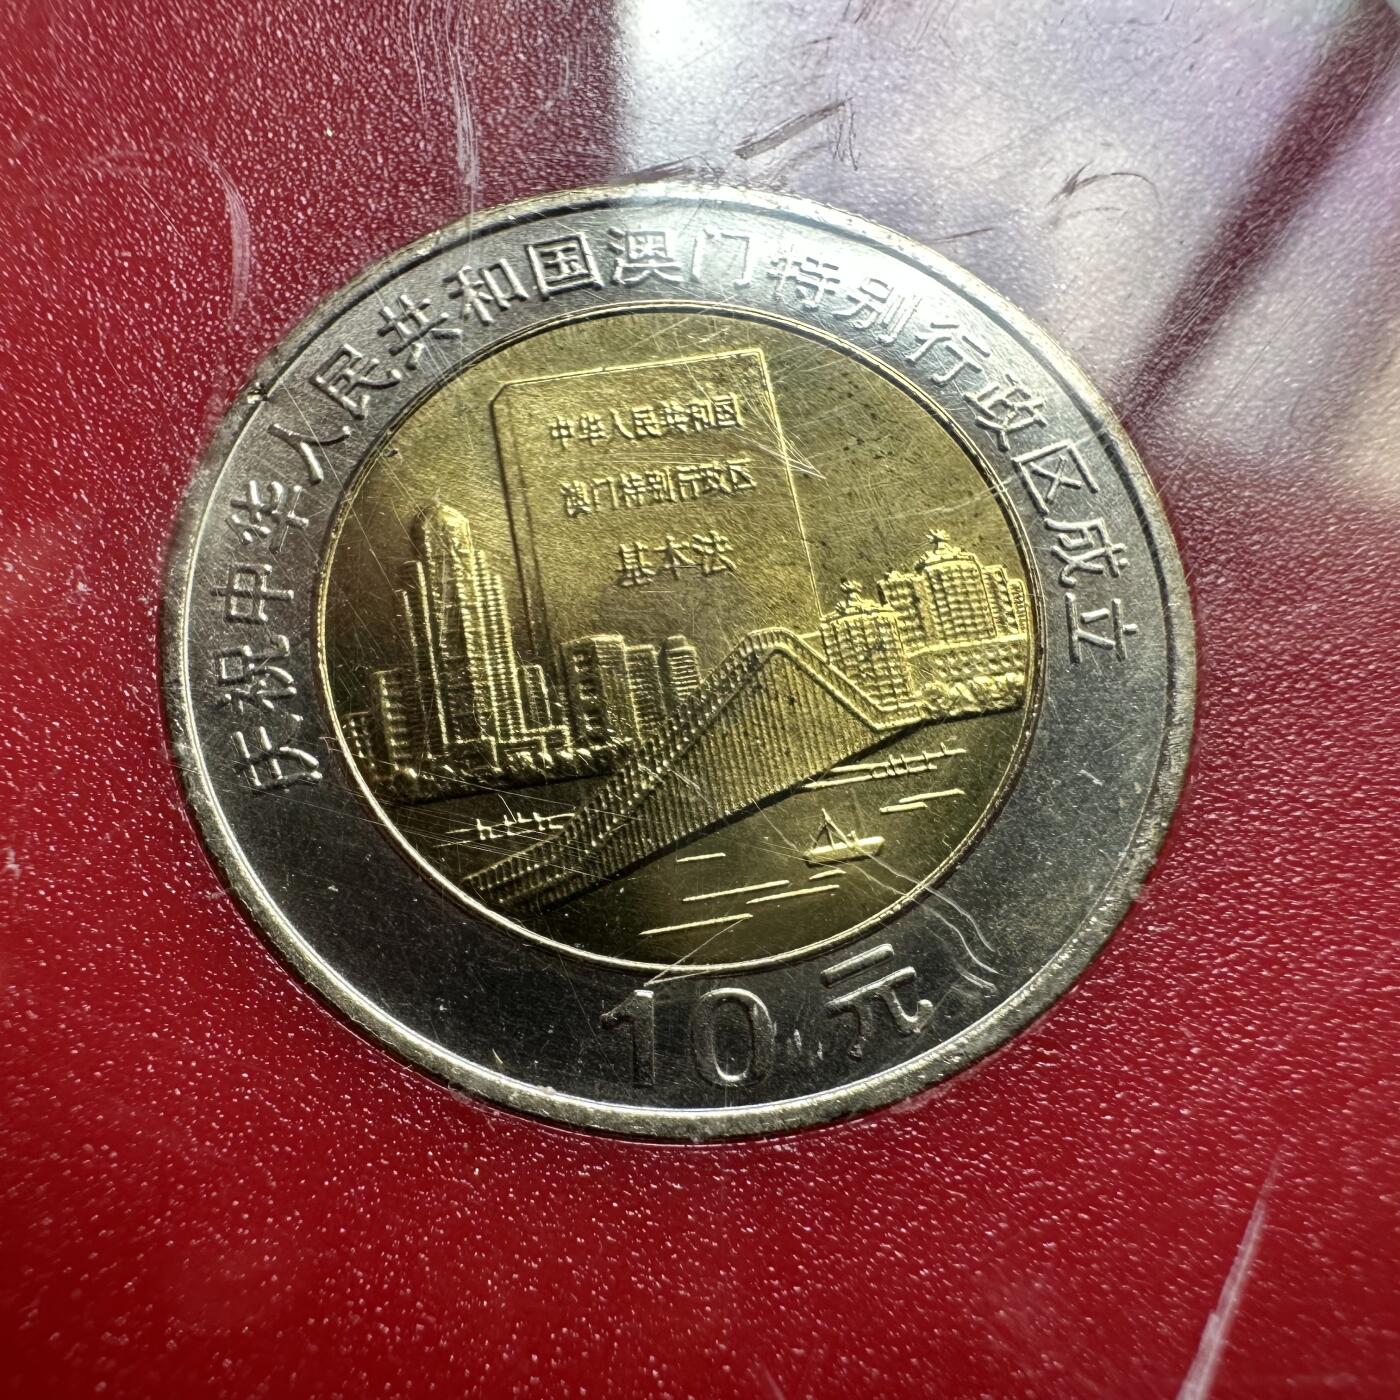 庆祝中华人民共和国澳门特别行政区成立
中华人民共和国
澳门特别行政区
基本法
10元